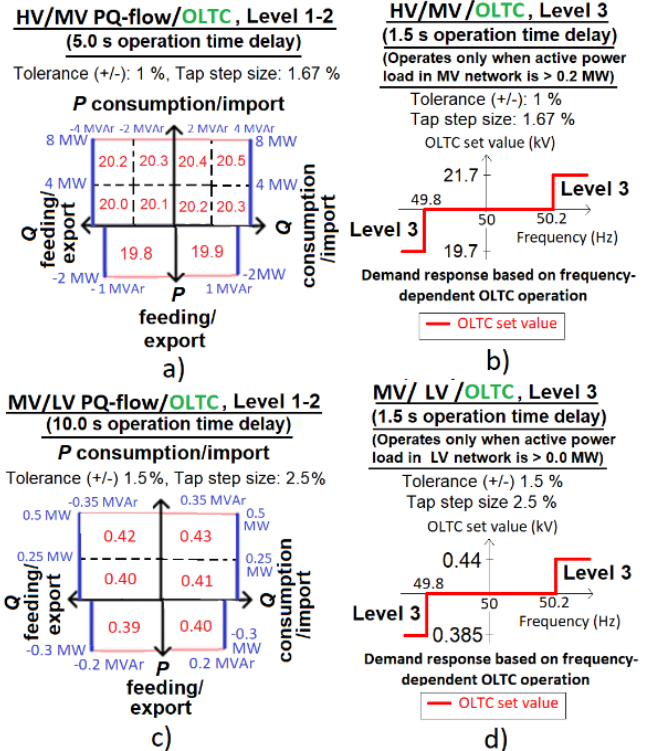 HV/MV PQ-flow/OLTC, Level 1-2
(5.0 s operation time delay)
Tolerance (+/-): 1 %, Tap step size: 1.67 %
P consumption/import
-4 MVAr -2 MVAr 2 MVAr 4 MVAr
8 MW 8 MW
20.2 20.3 20.4 20.5
4 MW 4 MW
20.0 20.1 20.2 20.3
Q feeding/export
Q consumption/import
19.8 19.9
-2 MW -2MW
-1 MVAr P 1 MVAr
feeding/
export
a)
HV/MV/OLTC, Level 3
(1.5 s operation time delay)
(Operates only when active power
load in MV network is > 0.2 MW)
Tolerance (+/-): 1 %
Tap step size: 1.67 %
OLTC set value (kV)
21.7
49.8 Level 3
50 50.2
Level 3 Frequency (Hz)
19.7
Demand response based on frequency-
dependent OLTC operation
OLTC set value
b)
MV/LV PQ-flow/OLTC, Level 1-2
(10.0 s operation time delay)
P consumption/import
Tolerance (+/-) 1.5%, Tap step size: 2.5%
-0.35 MVAr 0.35 MVAr
0.5 MW 0.5 MW
0.42 0.43
0.25 MW 0.25 MW
0.40 0.41
Q feeding/export
Q consumption/import
0.39 0.40
-0.3 MW -0.3 MW
-0.2 MVAr P 0.2 MVAr
feeding/
export
c)
MV/ LV /OLTC, Level 3
(1.5 s operation time delay)
(Operates only when active power
load in LV network is > 0.0 MW)
Tolerance (+/-) 1.5 %
Tap step size 2.5 %
OLTC set value (kV)
0.44
49.8 Level 3
50 50.2
Level 3 Frequency (Hz)
0.385
Demand response based on frequency-
dependent OLTC operation
OLTC set value
d)